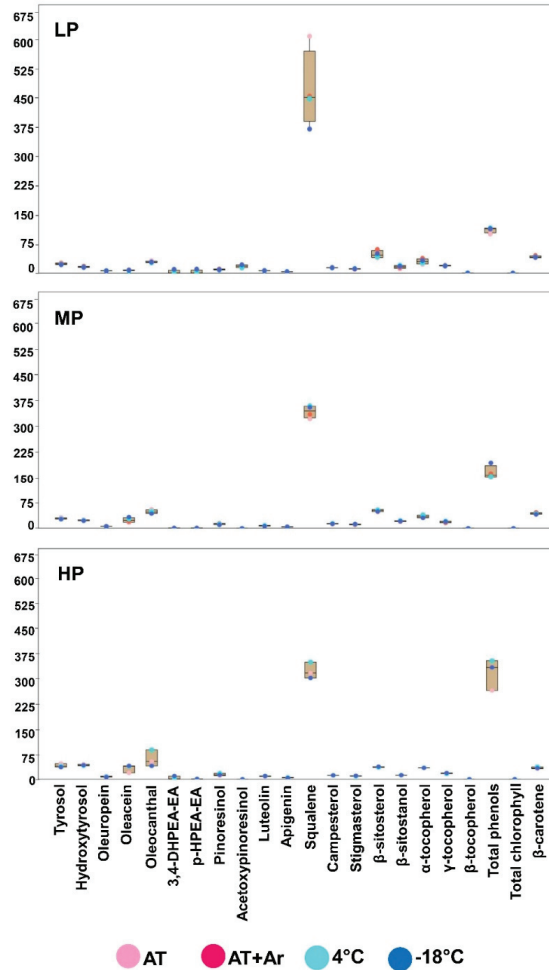 LP
675
600
525
450
375
300
225
150
75
0
MP
675
600
525
450
375
300
225
150
75
0
HP
675
600
525
450
375
300
225
150
75
0
Tyrosol
Hydroxytyrosol
Oleuropein
Oleacein
Oleocanthal
3,4-DHPEA-EA
p-HPEA-EA
Pinoresinol
Acetoxypinoresinol
Luteolin
Apigenin
Squalene
Campesterol
Stigmasterol
β-sitosterol
β-sitostanol
α-tocopherol
γ-tocopherol
β-tocopherol
Total phenols
Total chlorophyll
β-carotene
AT AT+Ar 4°C -18°C